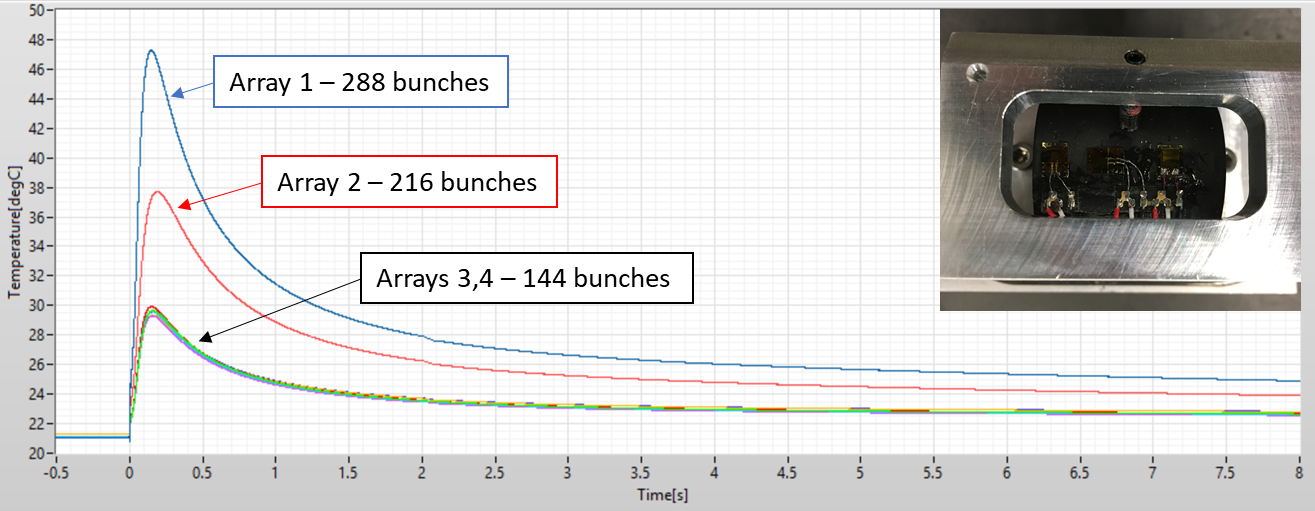 50
48
46
44
42
40
38
36
34
32
30
28
26
24
22
20
Temperature[degC]
Array 1 – 288 bunches
Array 2 – 216 bunches
Arrays 3,4 – 144 bunches
-0.5 0 0.5 1 1.5 2 2.5 3 3.5 4 4.5 5 5.5 6 6.5 7 7.5 8
Time[s]